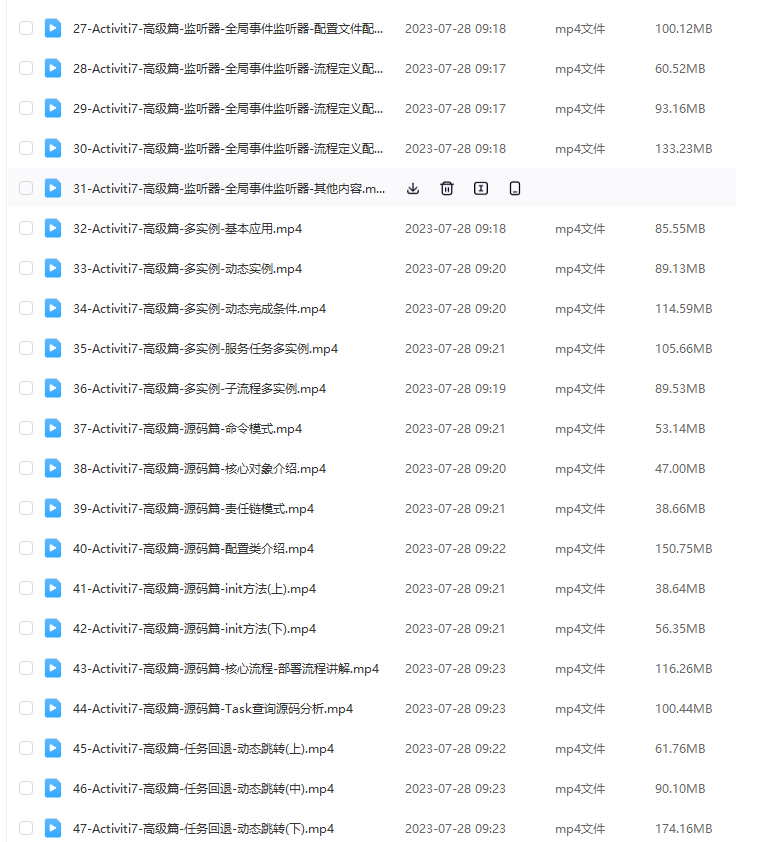 27-Activiti7-高级篇-监听器-全局事件监听器-配置文件配... 2023-07-28 09:18 mp4文件 100.12MB
28-Activiti7-高级篇-监听器-全局事件监听器-流程定义配... 2023-07-28 09:17 mp4文件 60.52MB
29-Activiti7-高级篇-监听器-全局事件监听器-流程定义配... 2023-07-28 09:17 mp4文件 93.16MB
30-Activiti7-高级篇-监听器-全局事件监听器-流程定义配... 2023-07-28 09:18 mp4文件 133.23MB
31-Activiti7-高级篇-监听器-全局事件监听器-其他内容.m...
32-Activiti7-高级篇-多实例-基本应用.mp4 2023-07-28 09:18 mp4文件 85.55MB
33-Activiti7-高级篇-多实例-动态实例.mp4 2023-07-28 09:20 mp4文件 89.13MB
34-Activiti7-高级篇-多实例-动态完成条件.mp4 2023-07-28 09:20 mp4文件 114.59MB
35-Activiti7-高级篇-多实例-服务任务多实例.mp4 2023-07-28 09:21 mp4文件 105.66MB
36-Activiti7-高级篇-多实例-子流程多实例.mp4 2023-07-28 09:19 mp4文件 89.53MB
37-Activiti7-高级篇-源码篇-命令模式.mp4 2023-07-28 09:21 mp4文件 53.14MB
38-Activiti7-高级篇-源码篇-核心对象介绍.mp4 2023-07-28 09:20 mp4文件 47.00MB
39-Activiti7-高级篇-源码篇-责任链模式.mp4 2023-07-28 09:21 mp4文件 38.66MB
40-Activiti7-高级篇-源码篇-配置类介绍.mp4 2023-07-28 09:22 mp4文件 150.75MB
41-Activiti7-高级篇-源码篇-init方法(上).mp4 2023-07-28 09:21 mp4文件 38.64MB
42-Activiti7-高级篇-源码篇-init方法(下).mp4 2023-07-28 09:21 mp4文件 56.35MB
43-Activiti7-高级篇-源码篇-核心流程-部署流程讲解.mp4 2023-07-28 09:23 mp4文件 116.26MB
44-Activiti7-高级篇-源码篇-Task查询源码分析.mp4 2023-07-28 09:23 mp4文件 100.44MB
45-Activiti7-高级篇-任务回退-动态跳转(上).mp4 2023-07-28 09:22 mp4文件 61.76MB
46-Activiti7-高级篇-任务回退-动态跳转(中).mp4 2023-07-28 09:23 mp4文件 90.10MB
47-Activiti7-高级篇-任务回退-动态跳转(下).mp4 2023-07-28 09:23 mp4文件 174.16MB